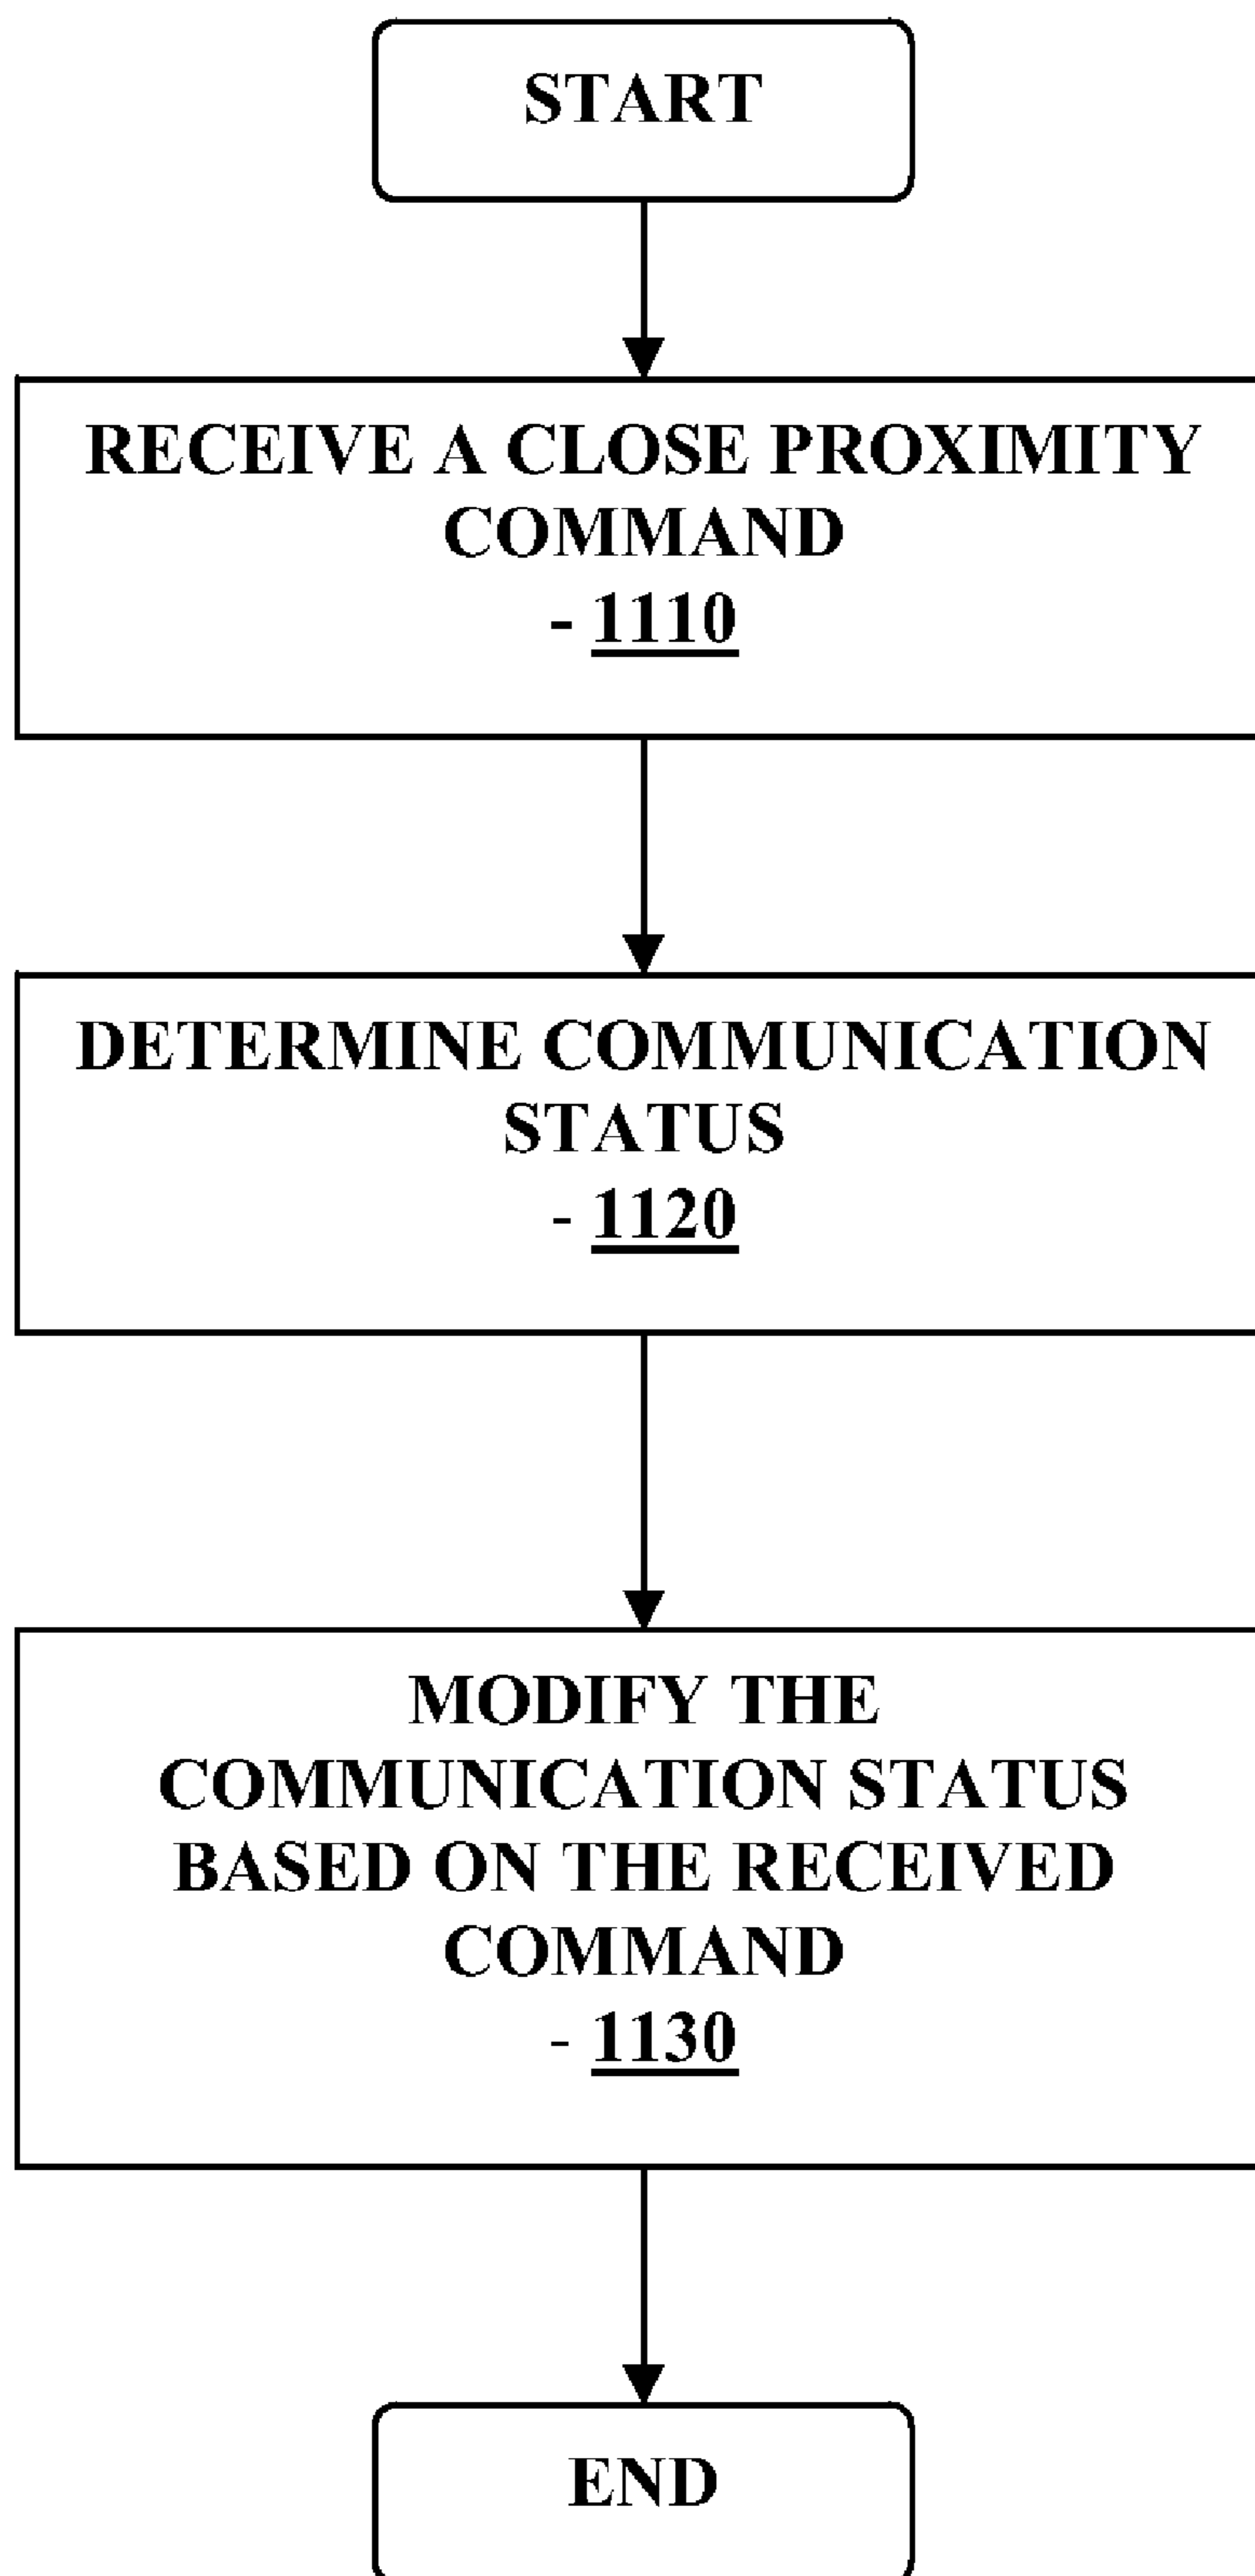 START
RECEIVE A CLOSE PROXIMITY
COMMAND
- 1110
DETERMINE COMMUNICATION
STATUS
- 1120
MODIFY THE
COMMUNICATION STATUS
BASED ON THE RECEIVED
COMMAND
- 1130
END